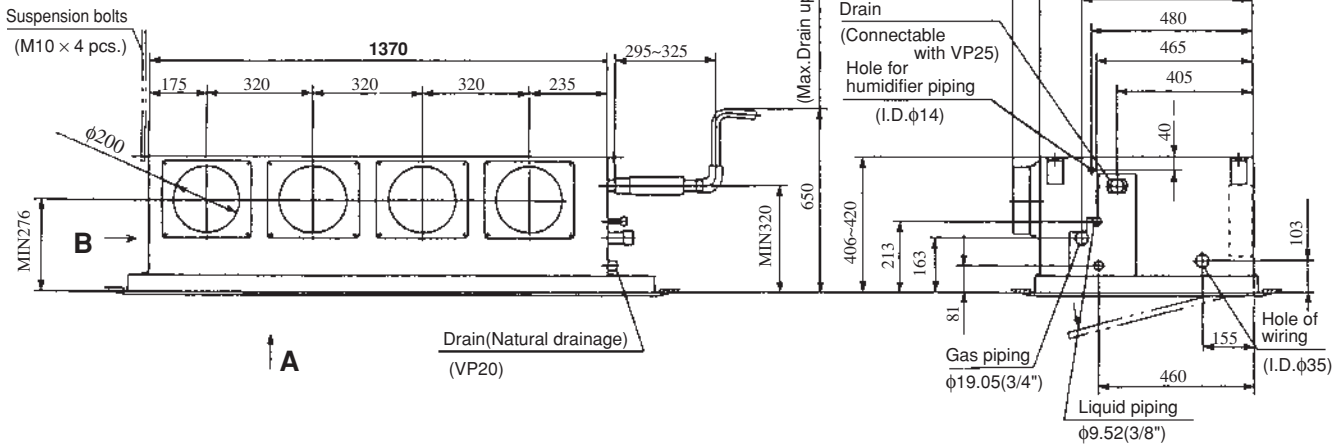 Suspension bolts
(M10 × 4 pcs.)
1370
295~325
175
320
320
320
235
φ200
MIN276
B
A
MIN320
650
(Max.Drain up
Drain(Natural drainage)
(VP20)
Drain
(Connectable
with VP25)
Hole for
humidifier piping
(I.D.φ14)
480
465
405
40
406~420
213
163
81
103
155
460
Hole of
wiring
(I.D.φ35)
Gas piping
φ19.05(3/4")
Liquid piping
φ9.52(3/8")